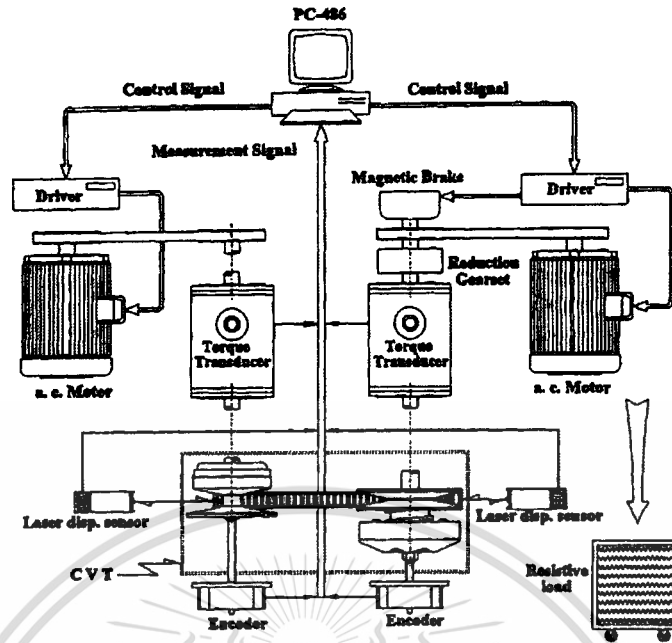 PC-486
Control Signal
Control Signal
Measurement Signal
Magnetic Brake
Driver
Driver
Reduction
Gearset
Torque
Transducer
Torque
Transducer
a. c. Motor
a. c. Motor
Laser disp. sensor
Laser disp. sensor
C V T
Resistive
load
Encoder
Encoder